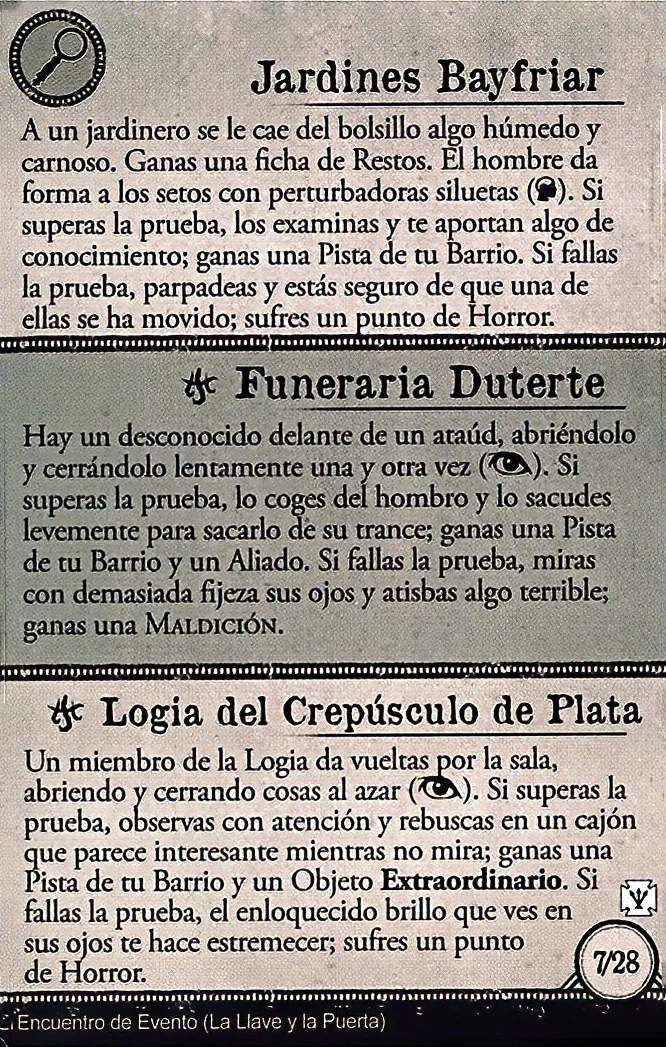 Jardines Bayfriar
A un jardinero se le cae del bolsillo algo húmedo y
carnoso. Ganas una ficha de Restos. El hombre da
forma a los setos con perturbadoras siluetas (). Si
superas la prueba, los examinas y te aportan algo de
conocimiento; ganas una Pista de tu Barrio. Si fallas
la prueba, parpadeas y estás seguro de que una de
ellas se ha movido; sufres un punto de Horror.
Funeraria Duterte
Hay un desconocido delante de un ataúd, abriéndolo
y cerrándolo lentamente una y otra vez (). Si
superas la prueba, lo coges del hombro y lo sacudes
levemente para sacarlo de su trance; ganas una Pista
de tu Barrio y un Aliado. Si fallas la prueba, miras
con demasiada fijeza sus ojos y atisbas algo terrible;
ganas una MALDICIÓN.
Logia del Crepúsculo de Plata
Un miembro de la Logia da vueltas por la sala,
abriendo y cerrando cosas al azar (). Si superas la
prueba, observas con atención y rebuscas en un cajón
que parece interesante mientras no mira; ganas una
Pista de tu Barrio y un Objeto Extraordinario. Si
fallas la prueba, el enloquecido brillo que ves en
sus ojos te hace estremecer; sufres un punto
de Horror.
7/28
Encuentro de Evento (La Llave y la Puerta)